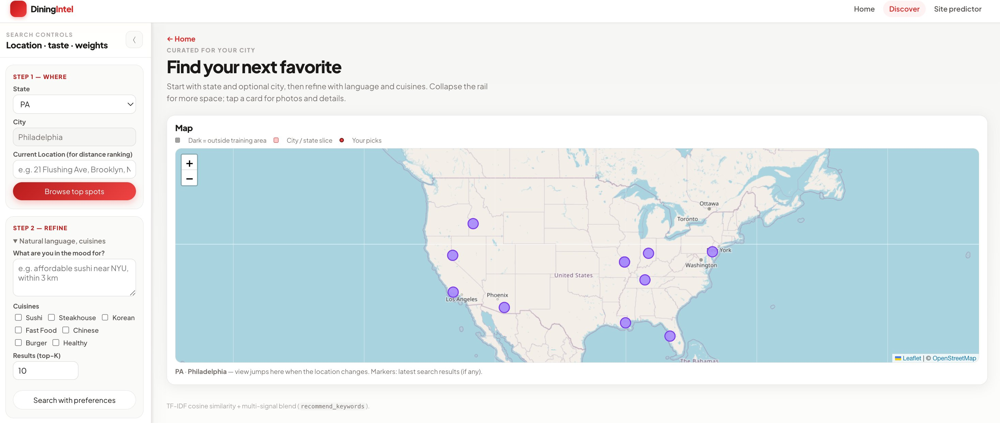 DiningIntel
Home
Discover
Site predictor
SEARCH CONTROLS
Location · taste · weights
STEP 1 — WHERE
State
PA
City
Philadelphia
Current Location (for distance ranking)
e.g. 21 Flushing Ave, Brooklyn, N
Browse top spots
STEP 2 — REFINE
▼ Natural language, cuisines
What are you in the mood for?
e.g. affordable sushi near NYU,
within 3 km
Cuisines
Sushi Steakhouse Korean
Fast Food Chinese
Burger Healthy
Results (top-K)
10
Search with preferences
← Home
CURATED FOR YOUR CITY
Find your next favorite
Start with state and optional city, then refine with language and cuisines. Collapse the rail
for more space; tap a card for photos and details.
Map
Dark = outside training area City / state slice Your picks
+
−
Ottawa
Toronto
York
Washington
United States
Los Angeles
Phoenix
The Bahamas
Leaflet | © OpenStreetMap
PA · Philadelphia — view jumps here when the location changes. Markers: latest search results (if any).
TF-IDF cosine similarity + multi-signal blend ( recommend_keywords ).